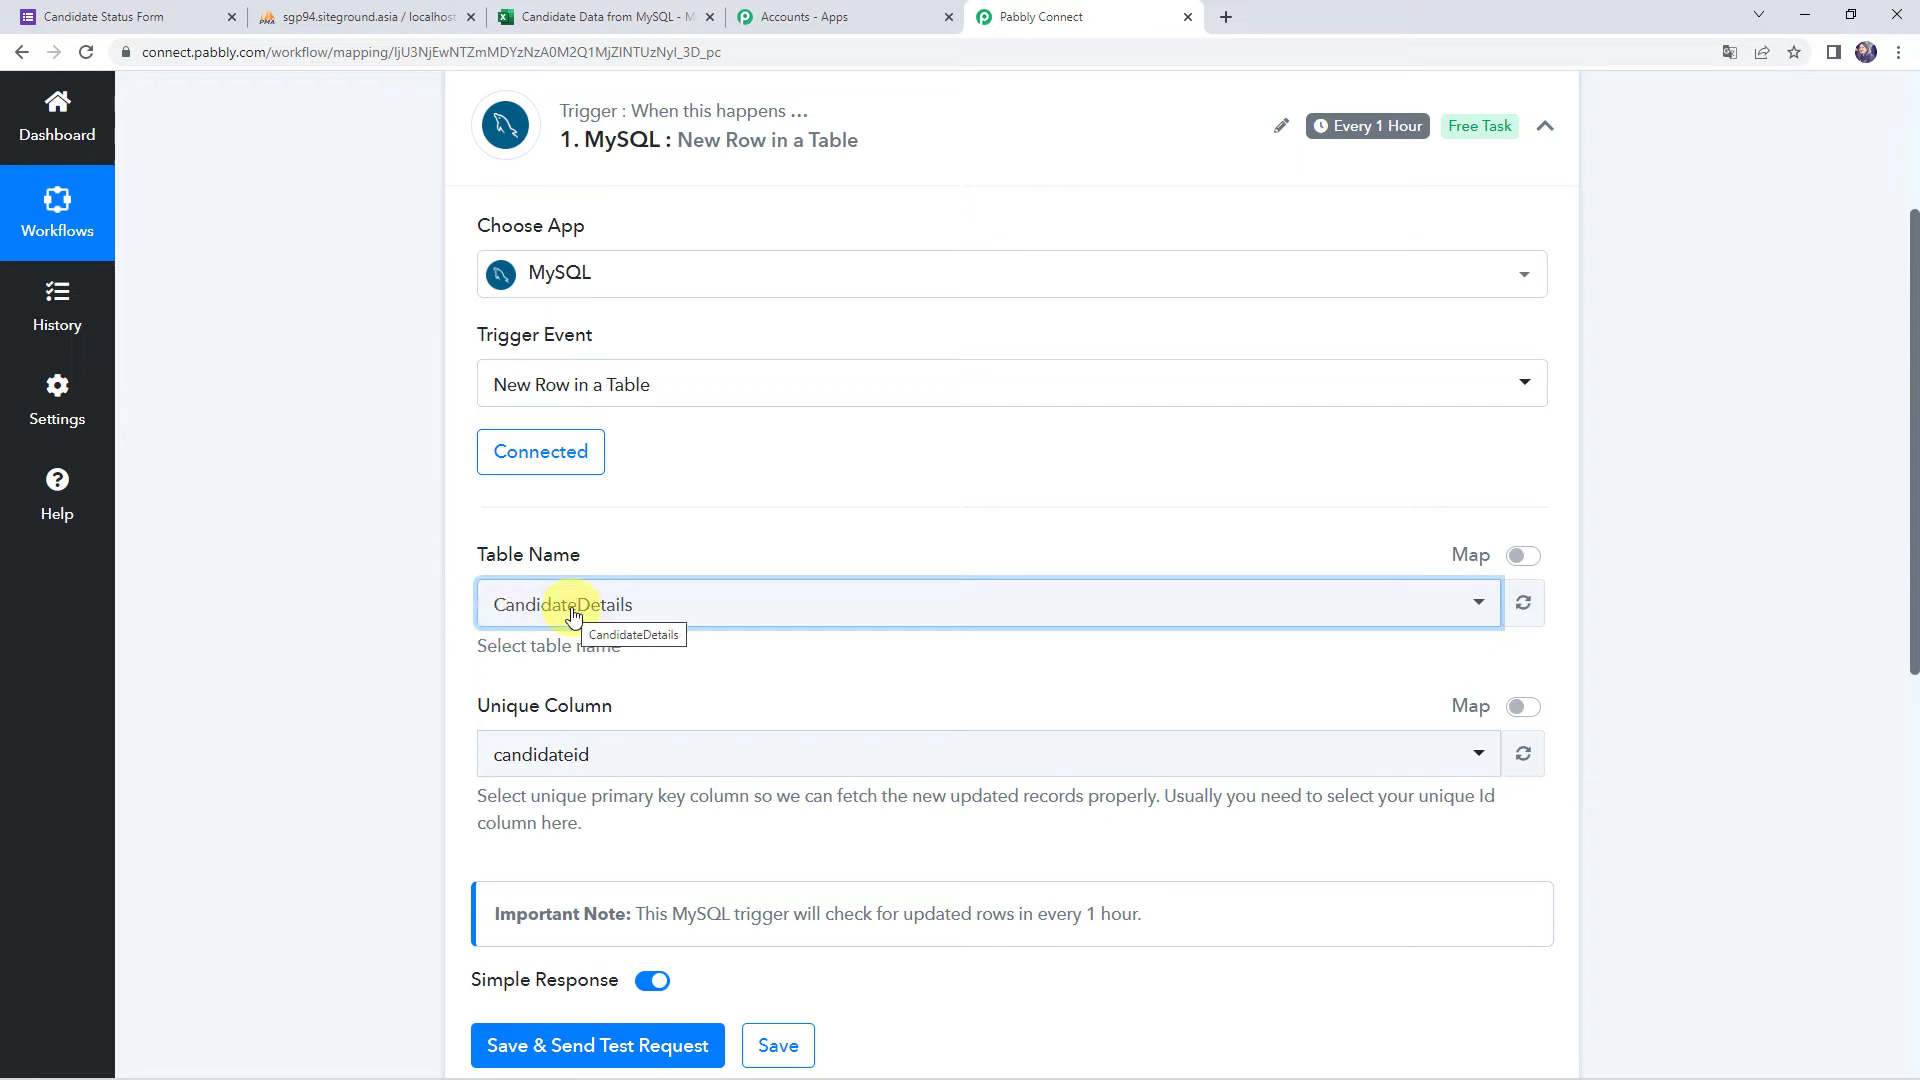 Candidate Status Form
sgp94.siteground.asia / localhost
Candidate Data from MySQL - M
Accounts - Apps
Pabbly Connect
connect.pabbly.com/workflow/mapping/IjU3NjEwNTZmMDYzNzA0M2Q1MjZlNTUzNyI_3D_pc
Dashboard
Workflows
History
Settings
Help
Trigger : When this happens ...
1. MySQL : New Row in a Table
Every 1 Hour
Free Task
Choose App
MySQL
Trigger Event
New Row in a Table
Connected
Table Name
Map
CandidateDetails
CandidateDetails
Select table name
Unique Column
Map
candidateid
Select unique primary key column so we can fetch the new updated records properly. Usually you need to select your unique Id
column here.
Important Note: This MySQL trigger will check for updated rows in every 1 hour.
Simple Response
Save & Send Test Request
Save